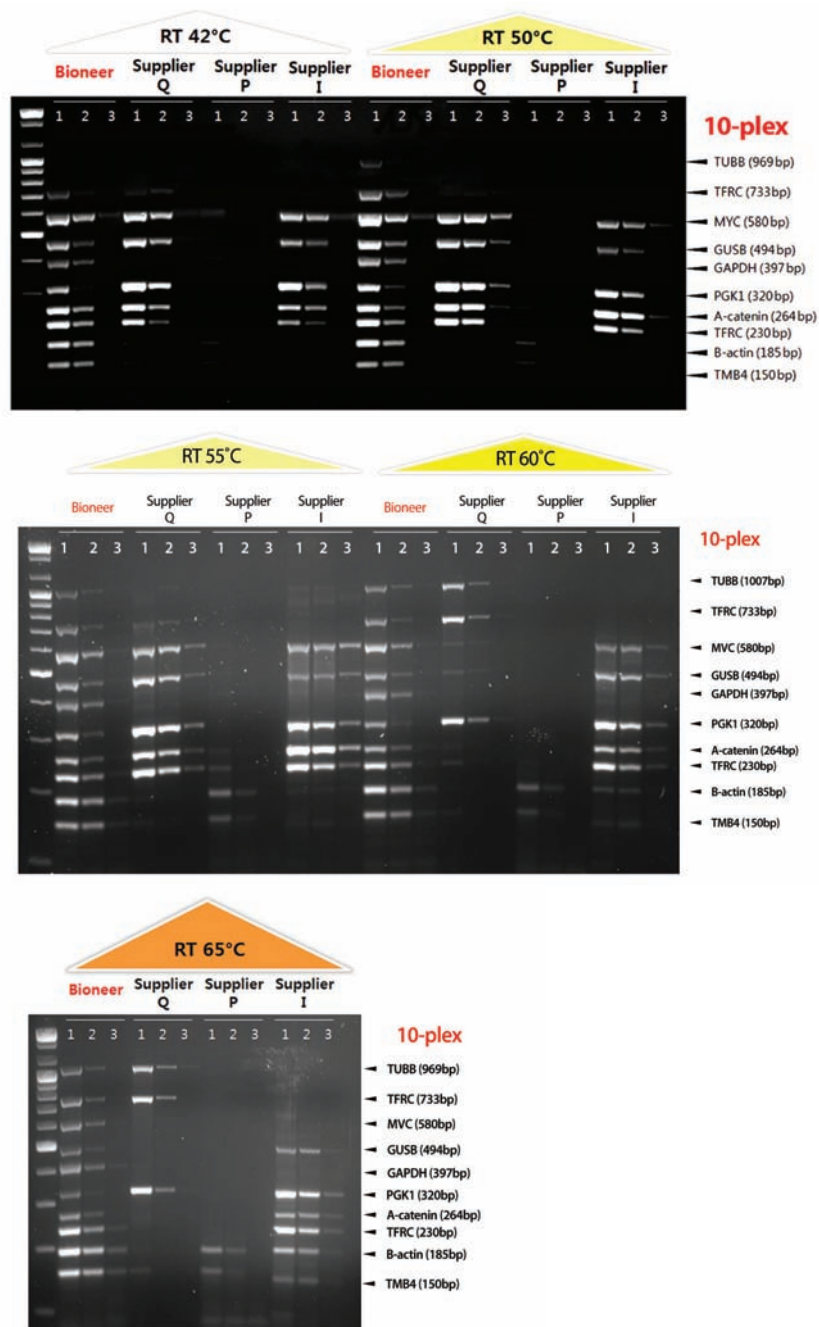 RT 42°C
RT 50°C
Bioneer
Supplier Q
Supplier P
Supplier I
Bioneer
Supplier Q
Supplier P
Supplier I
1 2 3 1 2 3 1 2 3 1 2 3 1 2 3 1 2 3 1 2 3 1 2 3
10-plex
TUBB (969bp)
TFRC (733bp)
MYC (580bp)
GUSB (494bp)
GAPDH (397bp)
PGK1 (320bp)
A-catenin (264bp)
TFRC (230bp)
B-actin (185bp)
TMB4 (150bp)
RT 55°C
RT 60°C
Bioneer
Supplier Q
Supplier P
Supplier I
Bioneer
Supplier Q
Supplier P
Supplier I
1 2 3 1 2 3 1 2 3 1 2 3 1 2 3 1 2 3 1 2 3 1 2 3
10-plex
TUBB (1007bp)
TFRC (733bp)
MVC (580bp)
GUSB (494bp)
GAPDH (397bp)
PGK1 (320bp)
A-catenin (264bp)
TFRC (230bp)
B-actin (185bp)
TMB4 (150bp)
RT 65°C
Bioneer
Supplier Q
Supplier P
Supplier I
1 2 3 1 2 3 1 2 3 1 2 3
10-plex
TUBB (969bp)
TFRC (733bp)
MVC (580bp)
GUSB (494bp)
GAPDH (397bp)
PGK1 (320bp)
A-catenin (264bp)
TFRC (230bp)
B-actin (185bp)
TMB4 (150bp)